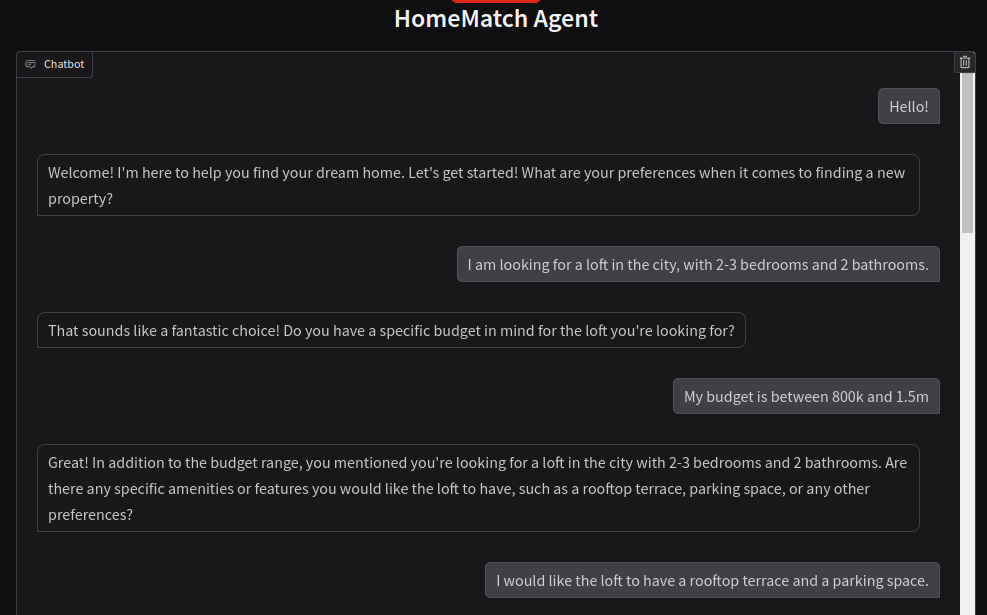 HomeMatch Agent
Chatbot
Hello!
Welcome! I'm here to help you find your dream home. Let's get started! What are your preferences when it comes to finding a new
property?
I am looking for a loft in the city, with 2-3 bedrooms and 2 bathrooms.
That sounds like a fantastic choice! Do you have a specific budget in mind for the loft you're looking for?
My budget is between 800k and 1.5m
Great! In addition to the budget range, you mentioned you're looking for a loft in the city with 2-3 bedrooms and 2 bathrooms. Are
there any specific amenities or features you would like the loft to have, such as a rooftop terrace, parking space, or any other
preferences?
I would like the loft to have a rooftop terrace and a parking space.